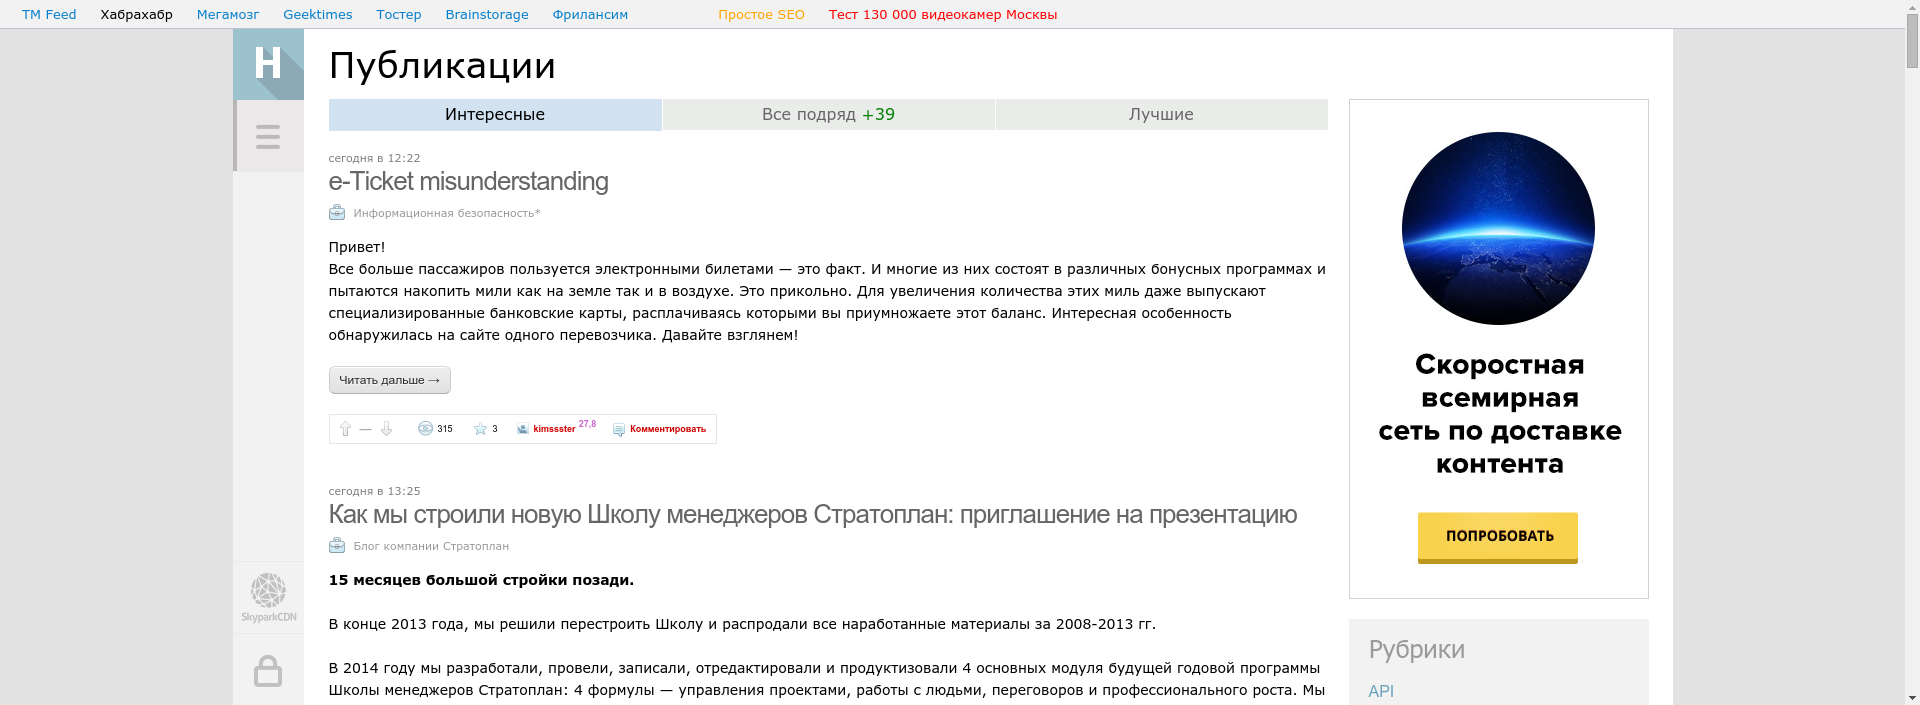 TM Feed Хабрахабр Мегамозг Geektimes Тостер Brainstorage Фрилансим Простое SEO Тест 130 000 видеокамер Москвы
H
Публикации
Интересные Все подряд +39 Лучшие
сегодня в 12:22
e-Ticket misunderstanding
Информационная безопасность*
Привет!
Все больше пассажиров пользуется электронными билетами — это факт. И многие из них состоят в различных бонусных программах и
пытаются накопить мили как на земле так и в воздухе. Это прикольно. Для увеличения количества этих миль даже выпускают
специализированные банковские карты, расплачиваясь которыми вы приумножаете этот баланс. Интересная особенность
обнаружилась на сайте одного перевозчика. Давайте взглянем!
Читать дальше →
— 315 3 kimssster 27,8 Комментировать
сегодня в 13:25
Как мы строили новую Школу менеджеров Стратоплан: приглашение на презентацию
Блог компании Стратоплан
15 месяцев большой стройки позади.
В конце 2013 года, мы решили перестроить Школу и распродали все наработанные материалы за 2008-2013 гг.
В 2014 году мы разработали, провели, записали, отредактировали и продуктизовали 4 основных модуля будущей годовой программы
Школы менеджеров Стратоплан: 4 формулы — управления проектами, работы с людьми, переговоров и профессионального роста. Мы
SkyparkCDN
Скоростная
всемирная
сеть по доставке
контента
ПОПРОБОВАТЬ
Рубрики
API